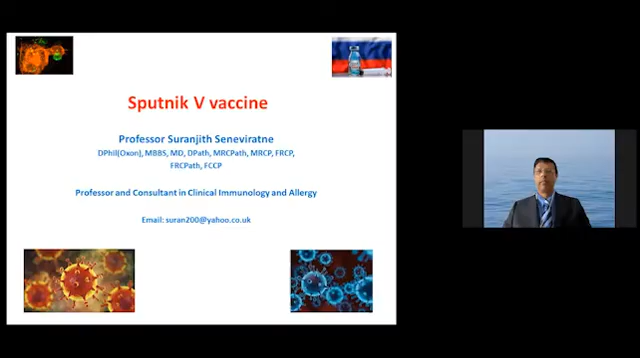 Sputnik V vaccine
Professor Suranjith Seneviratne
DPhil(Oxon), MBBS, MD, DPath, MRCPath, MRCP, FRCP,
FRCPath, FCCP
Professor and Consultant in Clinical Immunology and Allergy
Email: suran200@yahoo.co.uk